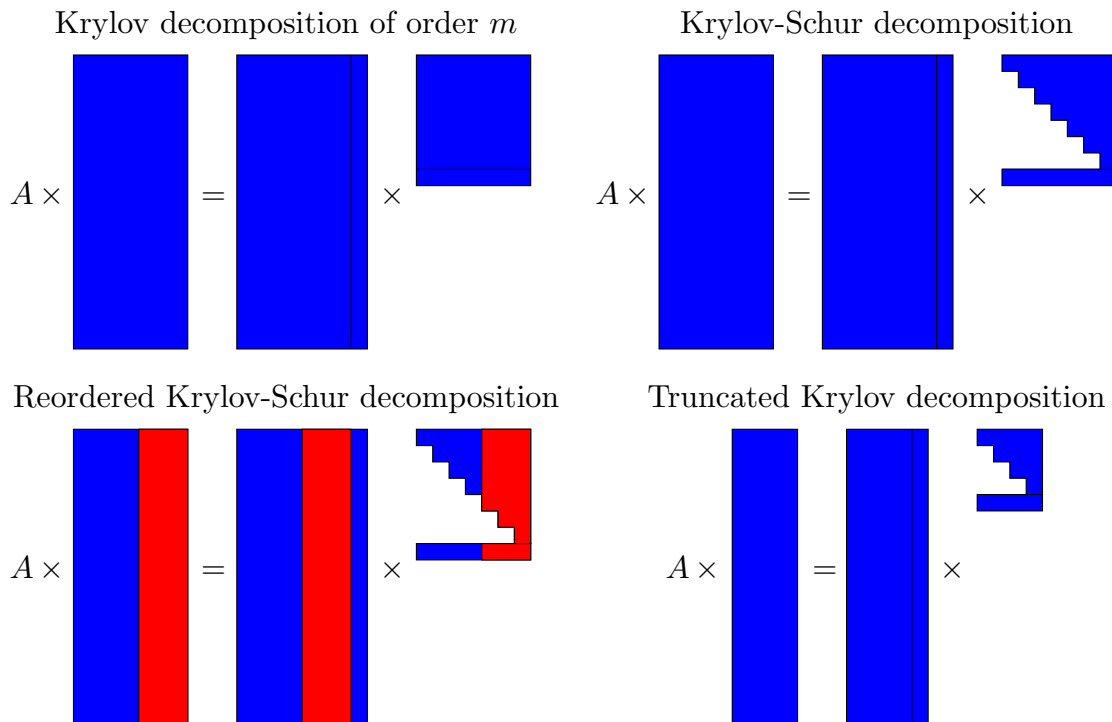 Krylov decomposition of order m
Krylov-Schur decomposition
A × = ×
A × = ×
Reordered Krylov-Schur decomposition
Truncated Krylov decomposition
A × = ×
A × = ×